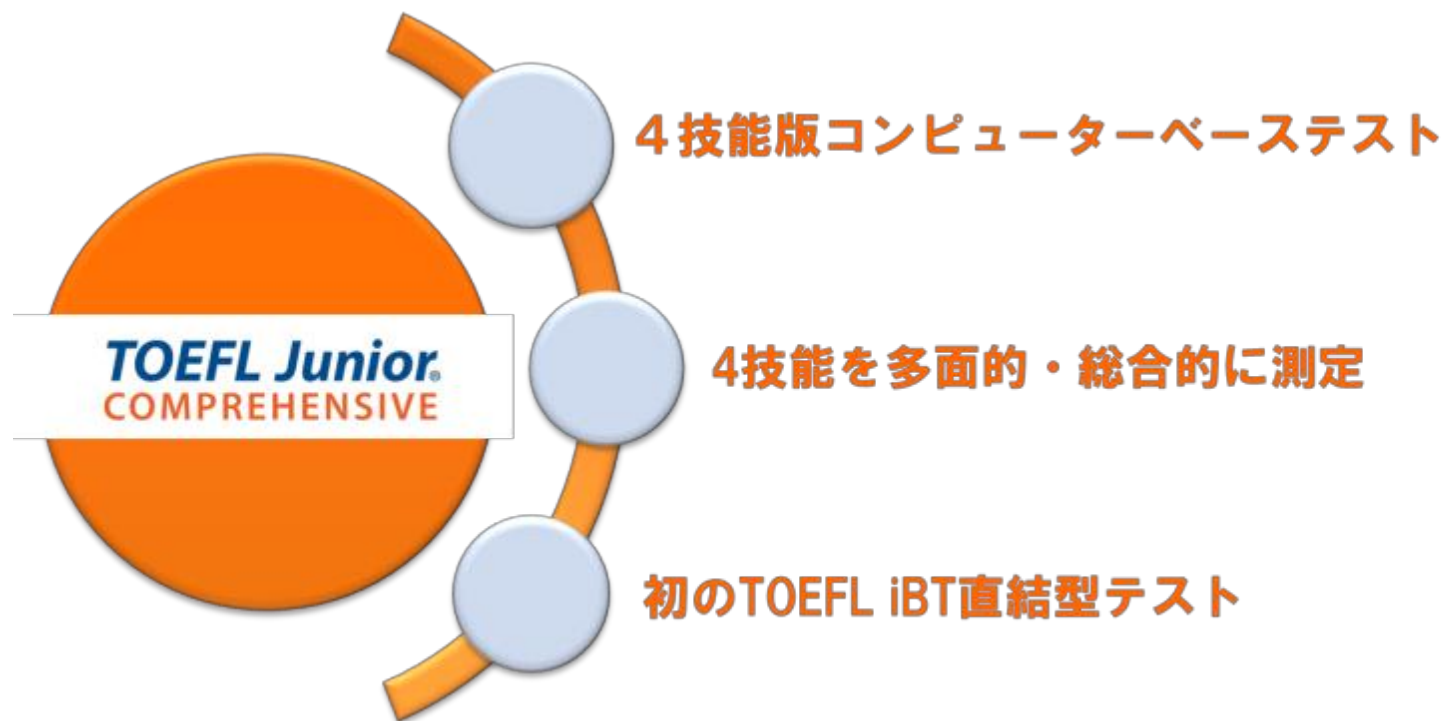 ４技能版コンピューターベーステスト
TOEFL Junior®
COMPREHENSIVE
4技能を多面的・総合的に測定
初のTOEFL iBT直結型テスト